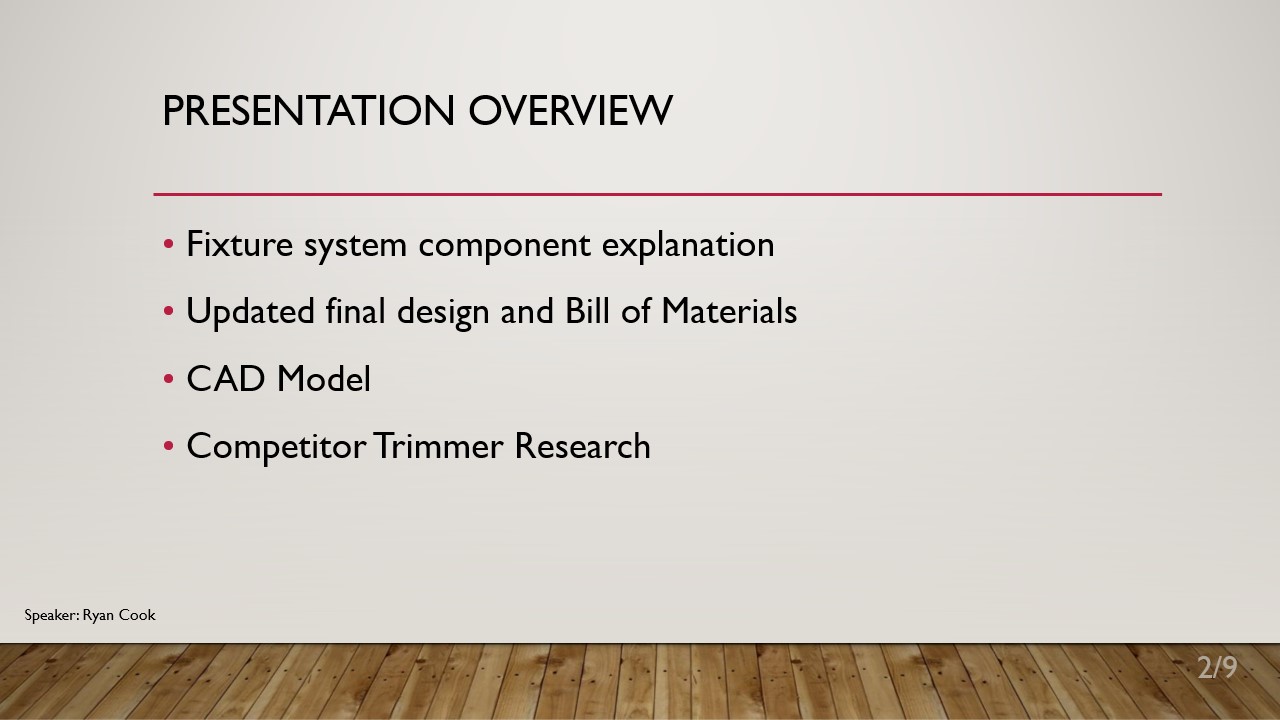 PRESENTATION OVERVIEW
• Fixture system component explanation
• Updated final design and Bill of Materials
• CAD Model
• Competitor Trimmer Research
Speaker: Ryan Cook
2/9